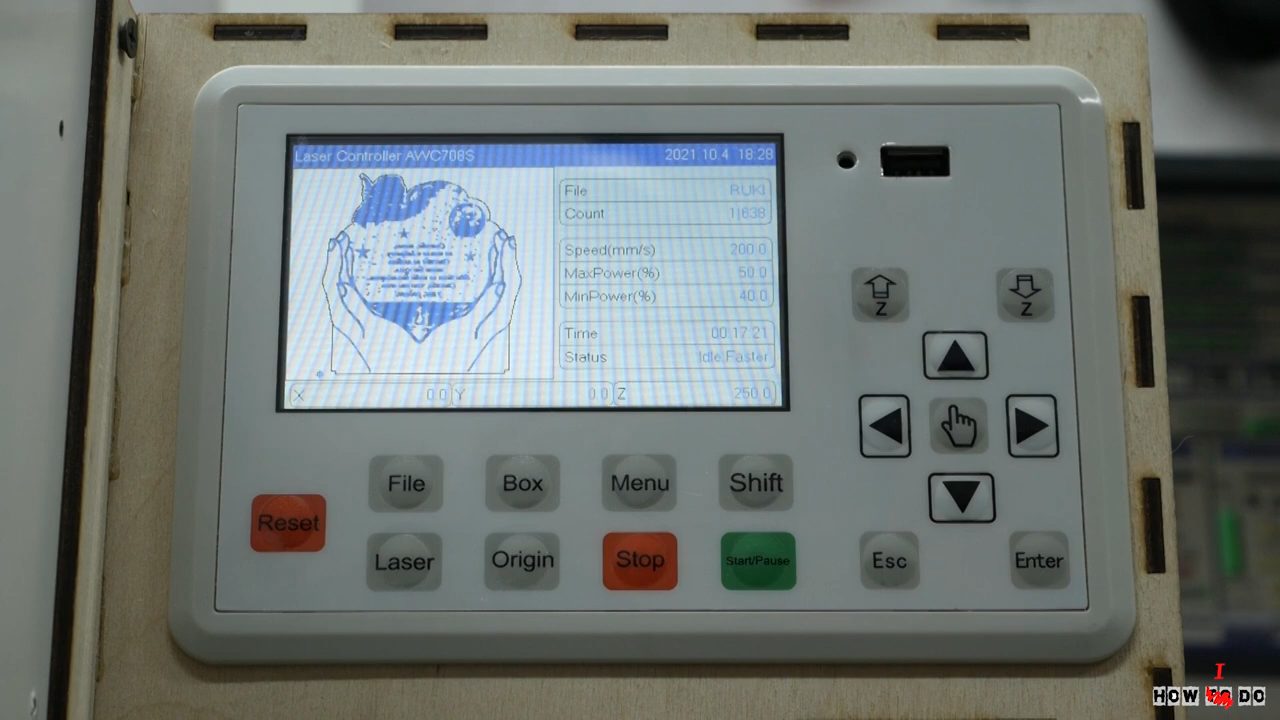 Laser Controller AWC708S 2021.10.4 18:28
File RUKI
Count 1|638
Speed(mm/s) 200.0
MaxPower(%) 50.0
MinPower(%) 40.0
Time 00:17:21
Status Idle:Faster
X 0.0 Y 0.0 Z 250.0
Z Z
File Box Menu Shift
Reset
Laser Origin Stop Start/Pause Esc Enter
I
HOW DO